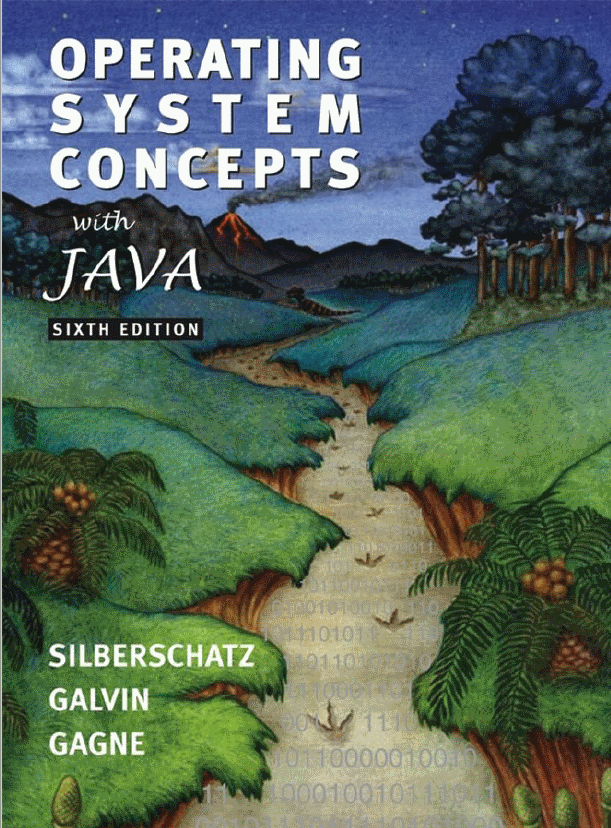 OPERATING
SYSTEM
CONCEPTS
with
JAVA
SIXTH EDITION
SILBERSCHATZ
GALVIN
GAGNE